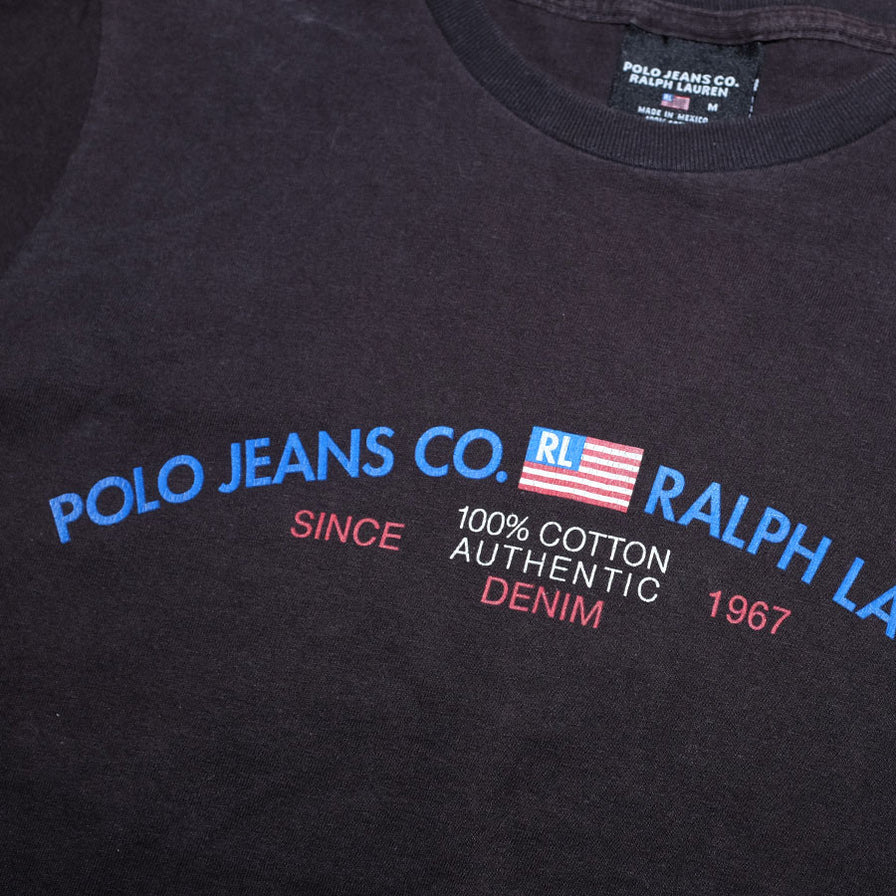 POLO JEANS CO.
RALPH LAUREN
M
MADE IN MEXICO
POLO JEANS CO. RL RALPH LA
SINCE 100% COTTON 1967
AUTHENTIC
DENIM